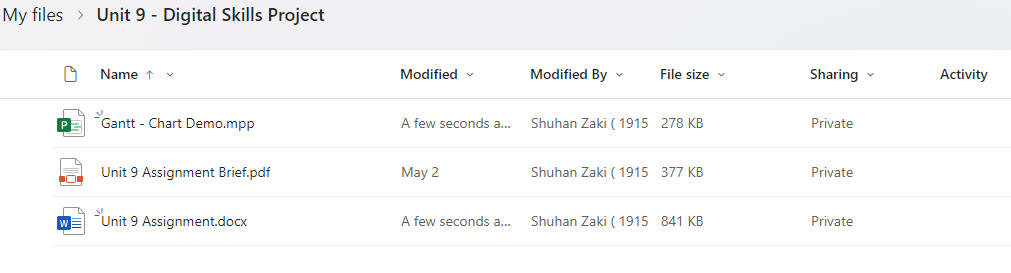 My files > Unit 9 - Digital Skills Project
Name ↑ Modified Modified By File size Sharing Activity
Gantt - Chart Demo.mpp A few seconds a... Shuhan Zaki ( 1915 278 KB Private
Unit 9 Assignment Brief.pdf May 2 Shuhan Zaki ( 1915 377 KB Private
Unit 9 Assignment.docx A few seconds a... Shuhan Zaki ( 1915 841 KB Private